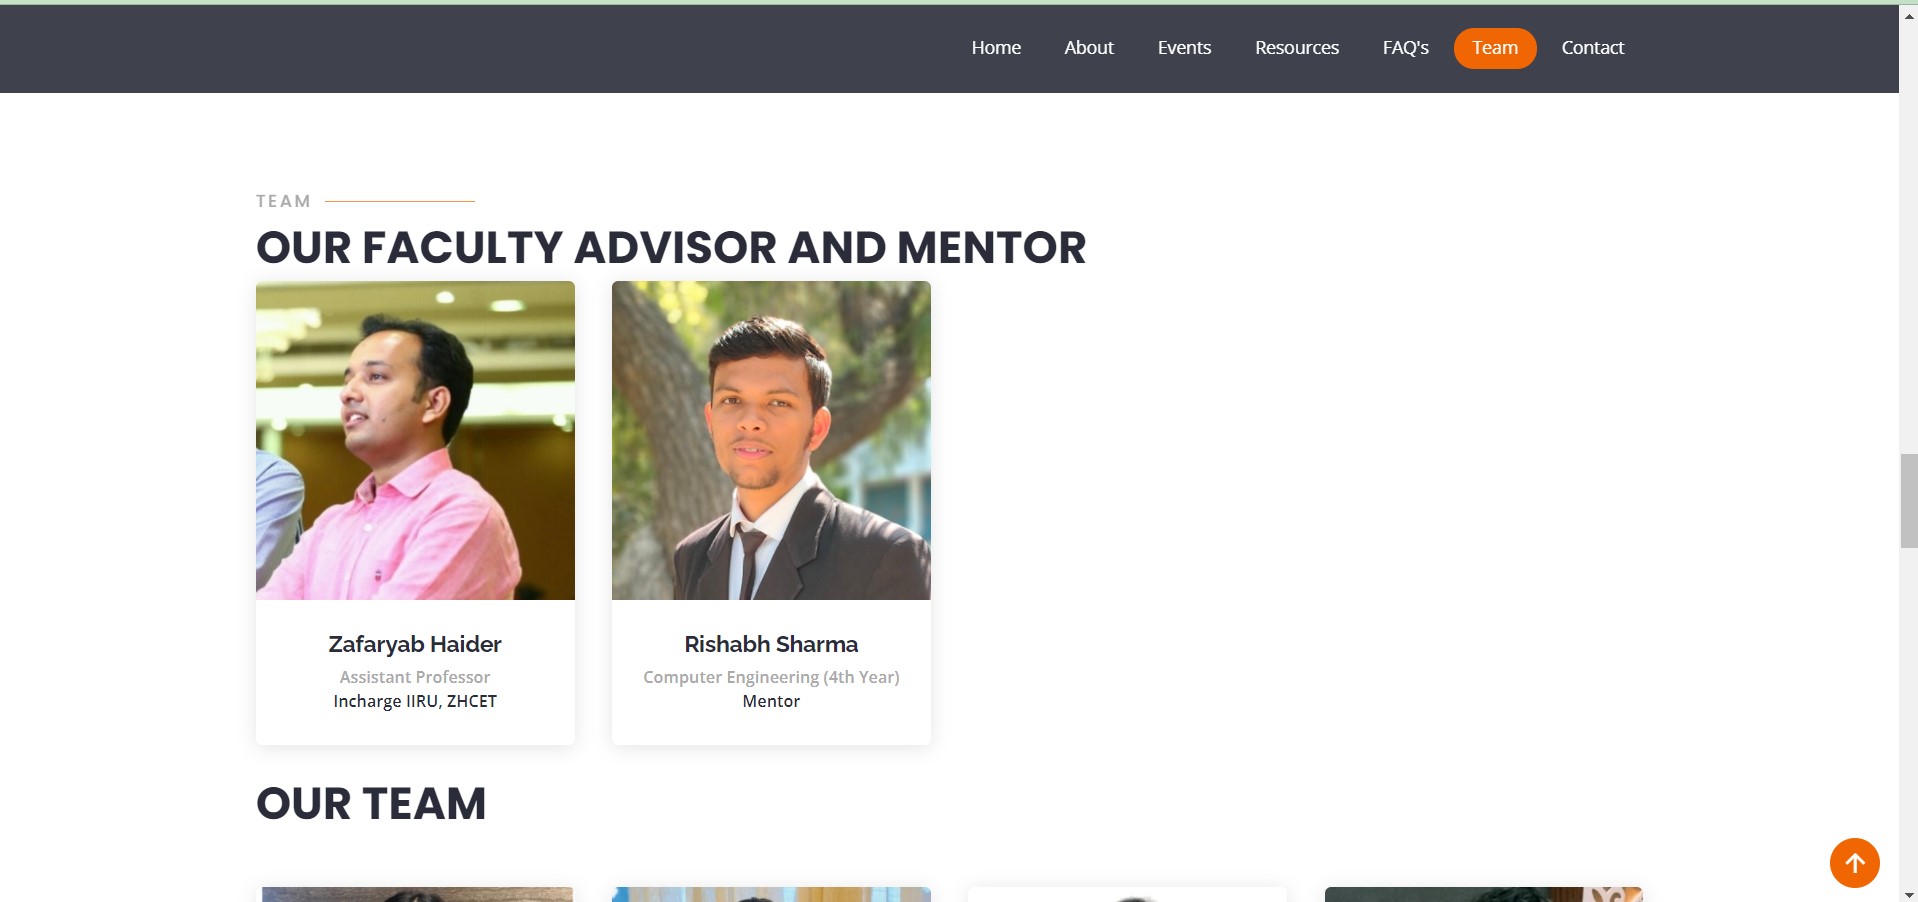 Home About Events Resources FAQ's Team Contact
TEAM
OUR FACULTY ADVISOR AND MENTOR
Zafaryab Haider
Assistant Professor
Incharge IIRU, ZHCET
Rishabh Sharma
Computer Engineering (4th Year)
Mentor
OUR TEAM